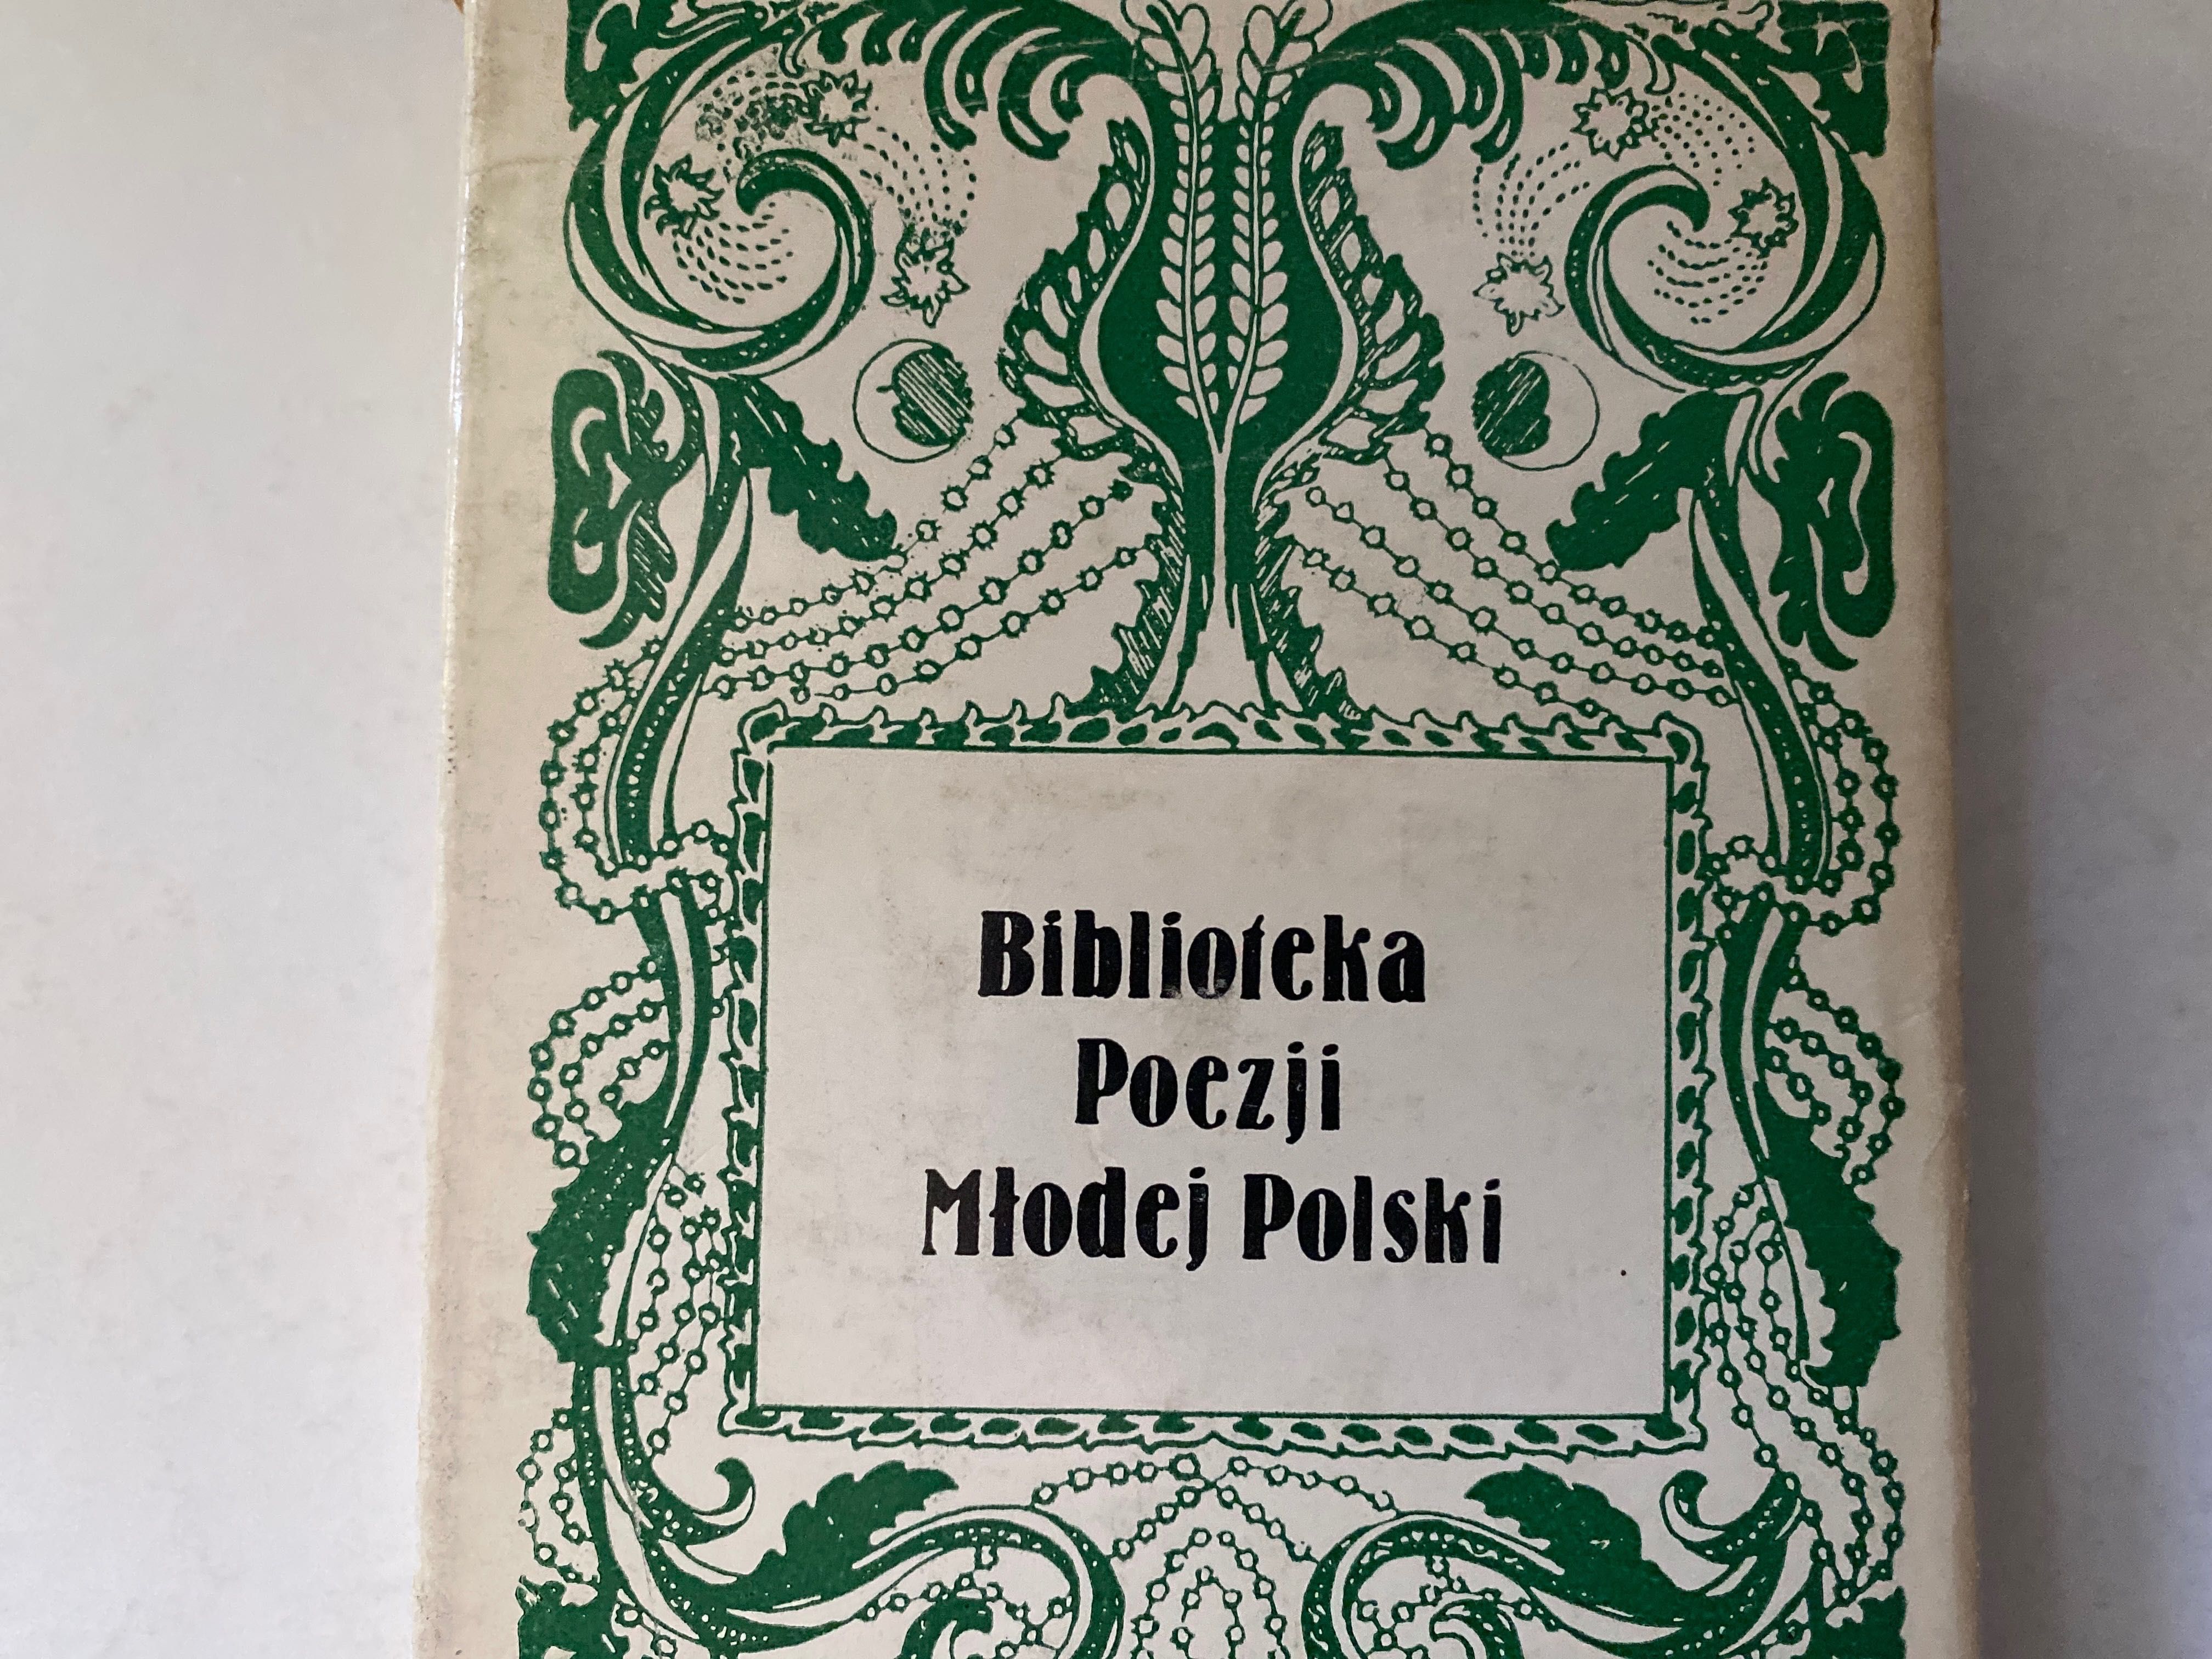 Biblioteka
Poezji
Młodej Polski